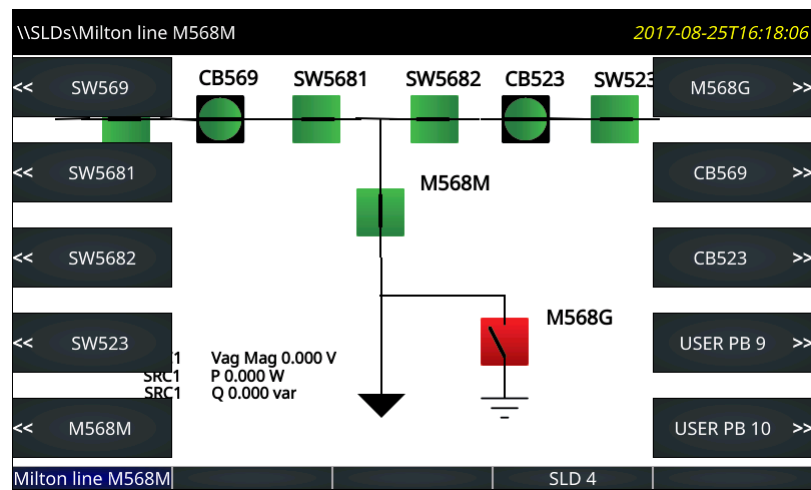 \\SLDs\Milton line M568M 2017-08-25T16:18:06
<< SW569 CB569 SW5681 SW5682 CB523 SW523 M568G >>
<< SW5681 M568M CB569 >>
<< SW5682 CB523 >>
M568G
<< SW523 USER PB 9 >>
1 Vag Mag 0.000 V
SRC1 P 0.000 W
SRC1 Q 0.000 var
<< M568M USER PB 10 >>
Milton line M568M SLD 4